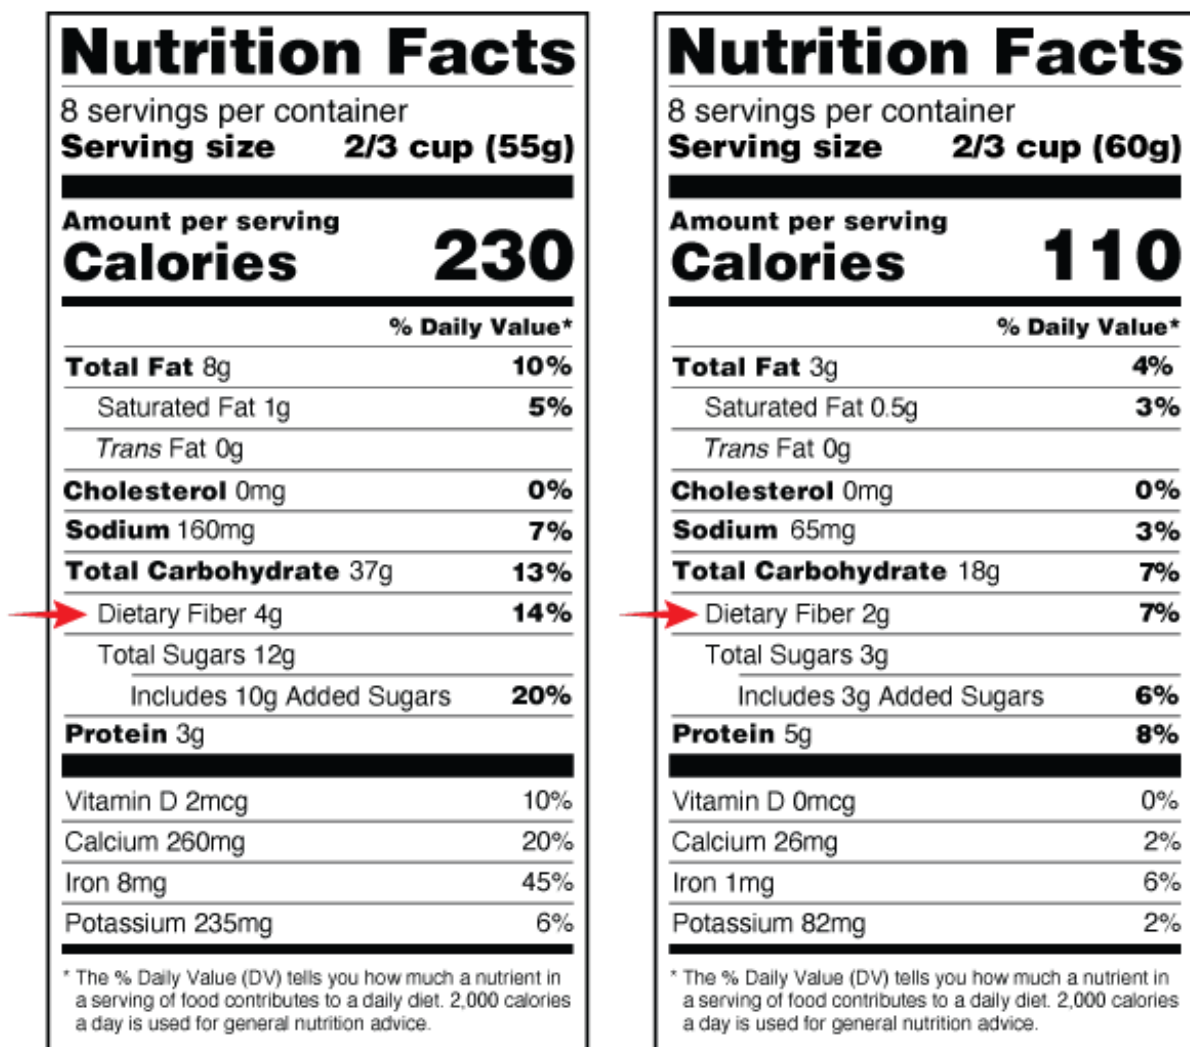 Nutrition Facts
8 servings per container
Serving size 2/3 cup (55g)
Amount per serving
Calories 230
% Daily Value*
Total Fat 8g 10%
Saturated Fat 1g 5%
Trans Fat 0g
Cholesterol 0mg 0%
Sodium 160mg 7%
Total Carbohydrate 37g 13%
Dietary Fiber 4g 14%
Total Sugars 12g
Includes 10g Added Sugars 20%
Protein 3g
Vitamin D 2mcg 10%
Calcium 260mg 20%
Iron 8mg 45%
Potassium 235mg 6%
* The % Daily Value (DV) tells you how much a nutrient in
a serving of food contributes to a daily diet. 2,000 calories
a day is used for general nutrition advice.
Nutrition Facts
8 servings per container
Serving size 2/3 cup (60g)
Amount per serving
Calories 110
% Daily Value*
Total Fat 3g 4%
Saturated Fat 0.5g 3%
Trans Fat 0g
Cholesterol 0mg 0%
Sodium 65mg 3%
Total Carbohydrate 18g 7%
Dietary Fiber 2g 7%
Total Sugars 3g
Includes 3g Added Sugars 6%
Protein 5g 8%
Vitamin D 0mcg 0%
Calcium 26mg 2%
Iron 1mg 6%
Potassium 82mg 2%
* The % Daily Value (DV) tells you how much a nutrient in
a serving of food contributes to a daily diet. 2,000 calories
a day is used for general nutrition advice.